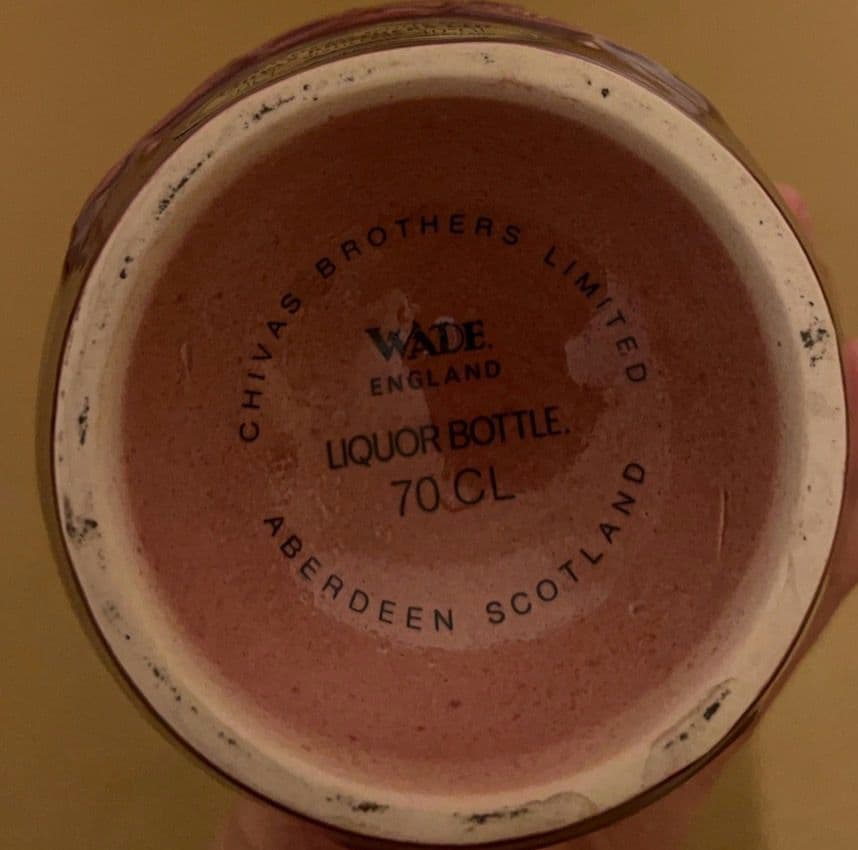 CHIVAS BROTHERS LIMITED
WADE.
ENGLAND
LIQUOR BOTTLE.
70 CL
ABERDEEN SCOTLAND